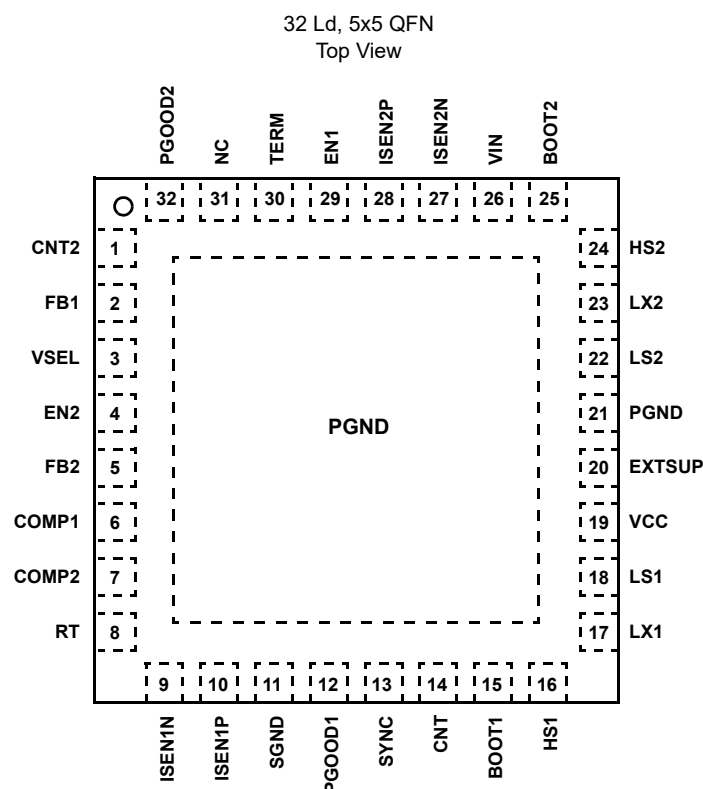 32 Ld, 5x5 QFN
Top View
PGOOD2
NC
TERM
EN1
ISEN2P
ISEN2N
VIN
BOOT2
32 31 30 29 28 27 26 25
CNT2 1
24 HS2
FB1 2
23 LX2
VSEL 3
22 LS2
EN2 4
21 PGND
PGND
FB2 5
20 EXTSUP
COMP1 6
19 VCC
COMP2 7
18 LS1
RT 8
17 LX1
9 10 11 12 13 14 15 16
ISEN1N
ISEN1P
SGND
PGOOD1
SYNC
CNT
BOOT1
HS1